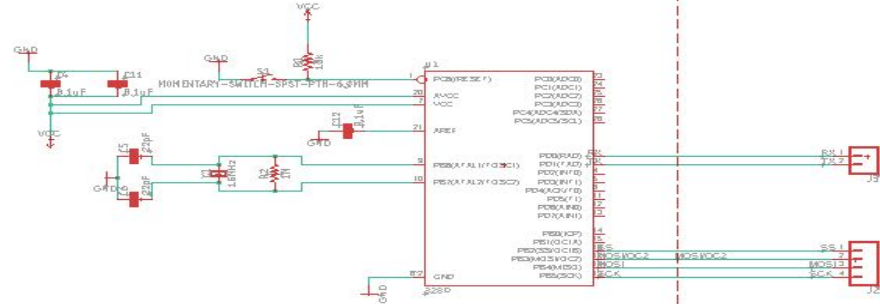 VCC
GND
GND
S1
MOMENTARY-SWITCH-SPST-PTH-6.0MM
R1
10k
C4
0.1uF
C11
0.1uF
VCC
C12
0.1uF
GND
C5
22pF
C6
22pF
GND
16MHz
R2
1M
U1
1
PC6(/RESET)
20
AVCC
7
VCC
21
AREF
9
PB6(XTAL1/TOSC1)
10
PB7(XTAL2/TOSC2)
GND
GND
328P
PC0(ADC0)
PC1(ADC1)
PC2(ADC2)
PC3(ADC3)
PC4(ADC4/SDA)
PC5(ADC5/SCL)
PD0(RXD)
PD1(TXD)
PD2(INT0)
PD3(INT1)
PD4(XCK/T0)
PD5(T1)
PD6(AIN0)
PD7(AIN1)
PB0(ICP)
PB1(OC1A)
PB2(SS/OC1B)
PB3(MOSI/OC2)
PB4(MISO)
PB5(SCK)
SS
MOSI/OC2
MOSI/OC2
SCK
RX 1
TX 2
J3
SS 1
2
MOSI 3
SCK 4
J2